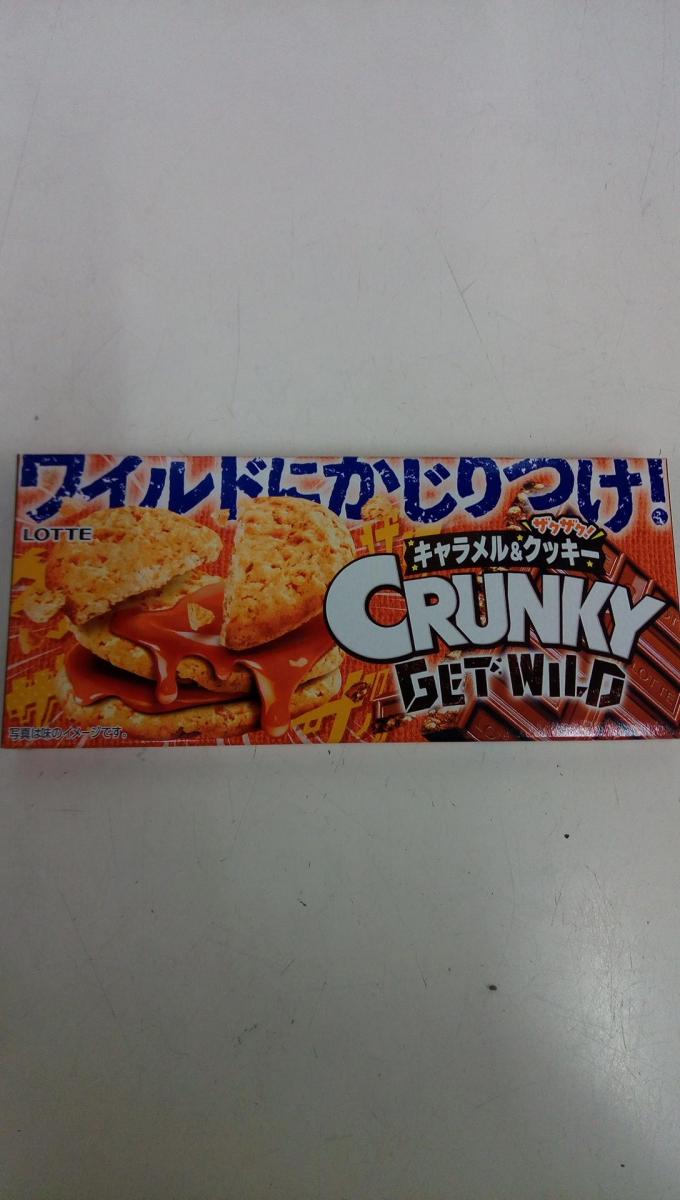 ワイルドにかじりつけ!
LOTTE
ザクザク!
キャラメル&クッキー
CRUNKY
GET WILD
LOTTE
写真は味のイメージです。